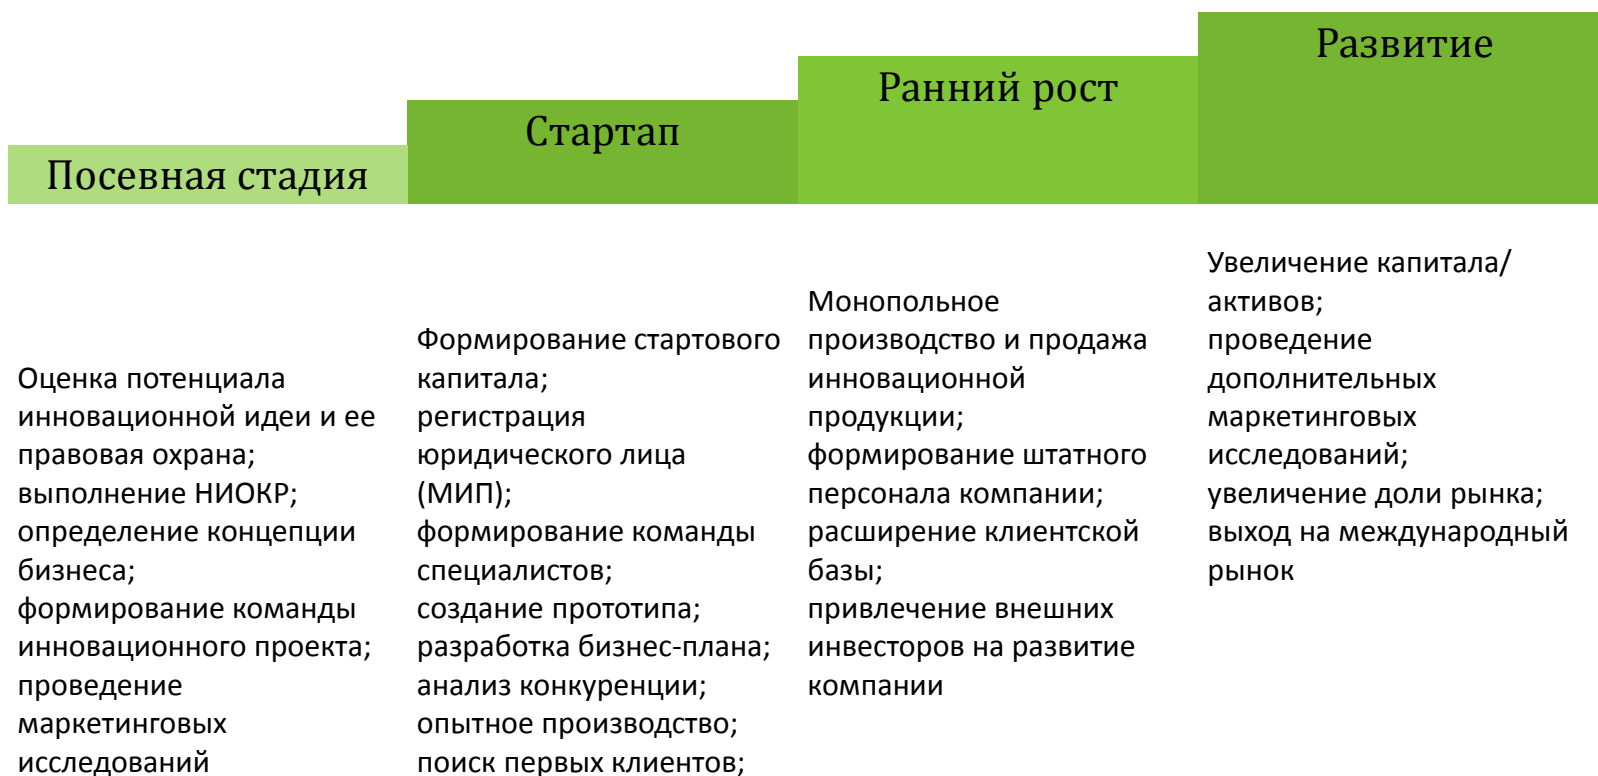 Посевная стадия
Оценка потенциала
инновационной идеи и ее
правовая охрана;
выполнение НИОКР;
определение концепции
бизнеса;
формирование команды
инновационного проекта;
проведение
маркетинговых
исследований
Стартап
Формирование стартового
капитала;
регистрация
юридического лица
(МИП);
формирование команды
специалистов;
создание прототипа;
разработка бизнес-плана;
анализ конкуренции;
опытное производство;
поиск первых клиентов;
Ранний рост
Монопольное
производство и продажа
инновационной
продукции;
формирование штатного
персонала компании;
расширение клиентской
базы;
привлечение внешних
инвесторов на развитие
компании
Развитие
Увеличение капитала/
активов;
проведение
дополнительных
маркетинговых
исследований;
увеличение доли рынка;
выход на международный
рынок